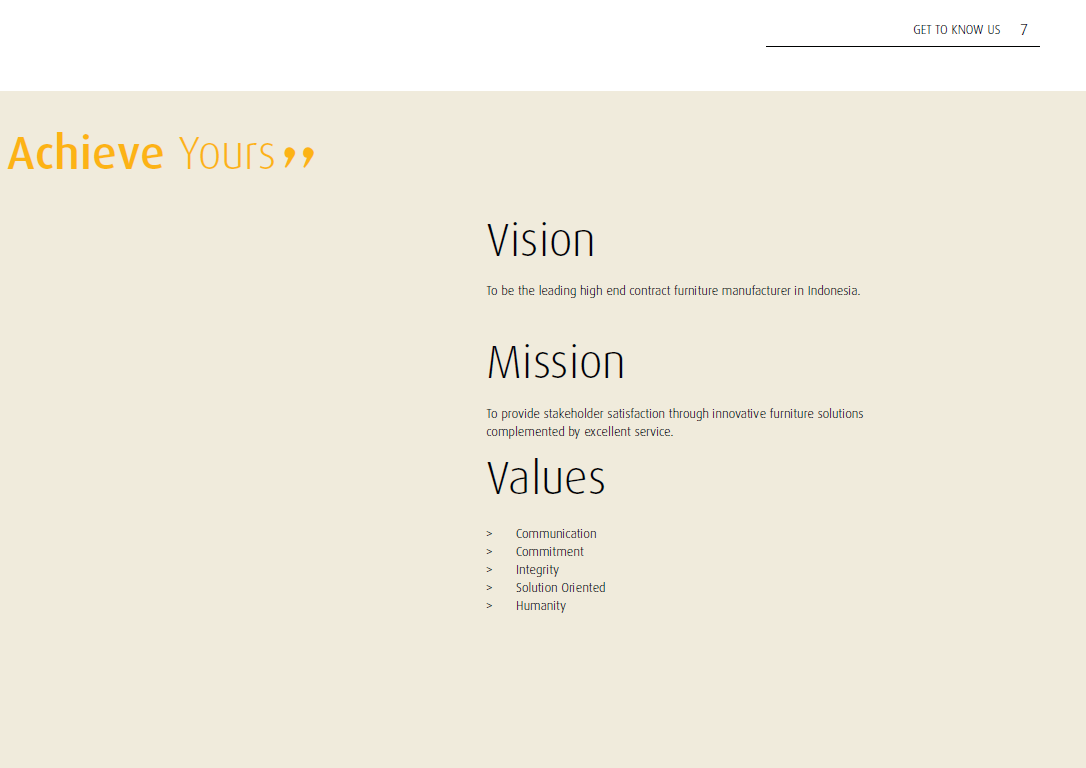 GET TO KNOW US 7
Achieve Yours”
Vision
To be the leading high end contract furniture manufacturer in Indonesia.
Mission
To provide stakeholder satisfaction through innovative furniture solutions
complemented by excellent service.
Values
> Communication
> Commitment
> Integrity
> Solution Oriented
> Humanity